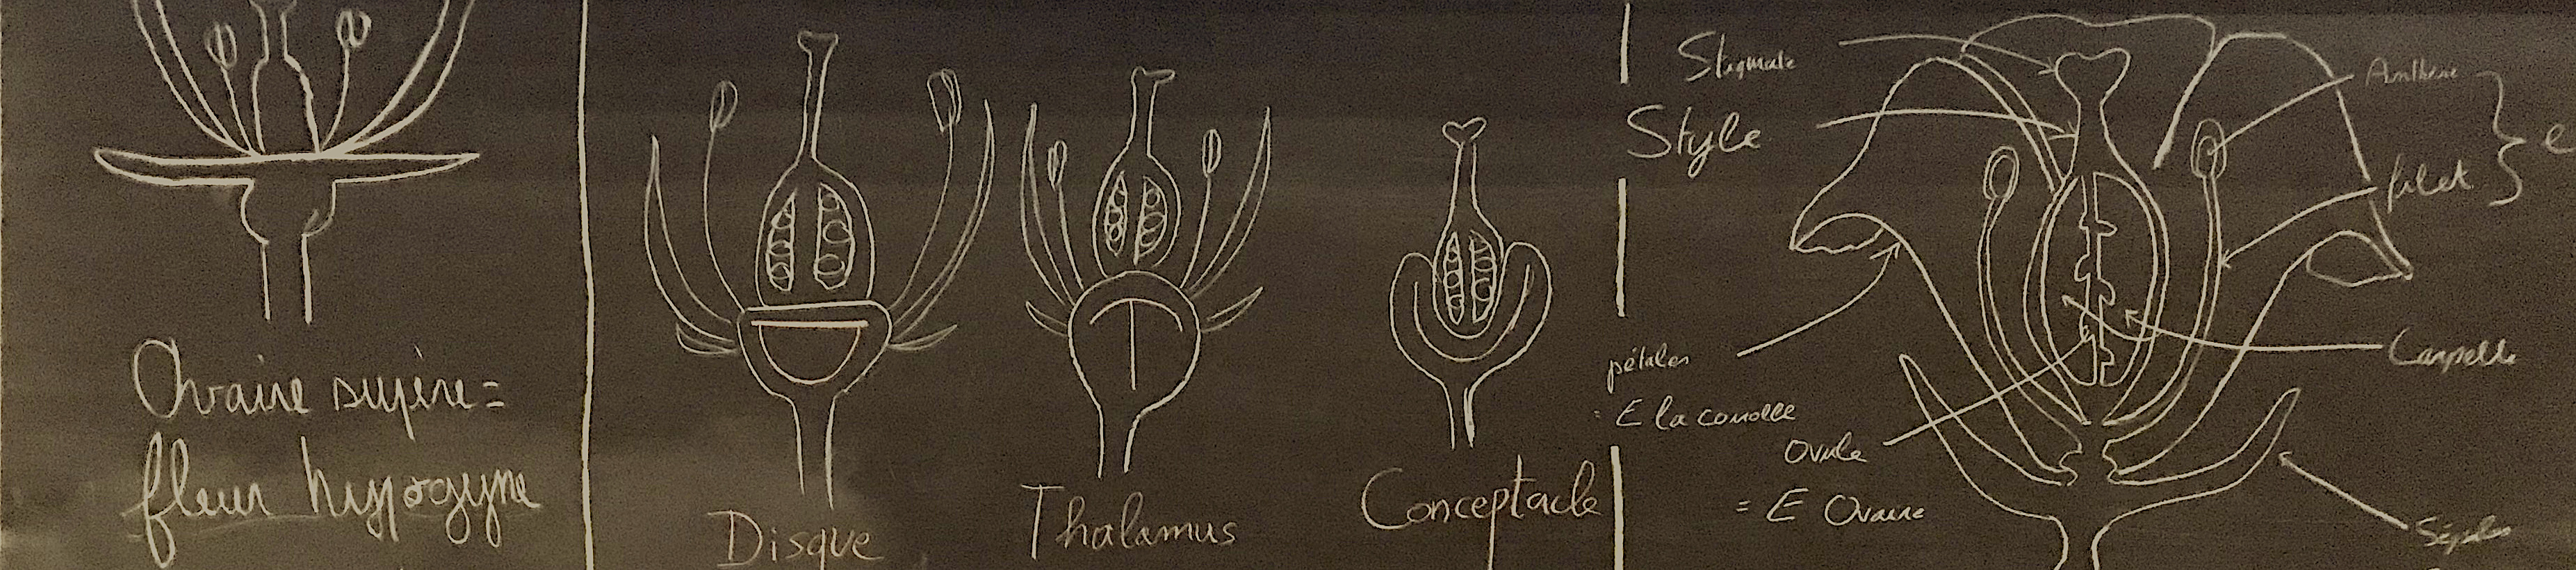 Ovaire supère =
fleur hypogyne
Disque
Thalamus
Conceptacle
Stigmate
Style
pétales
= E la corolle
Ovule
= E Ovaire
Anthère
filet
} e
Carpelle
Sépales